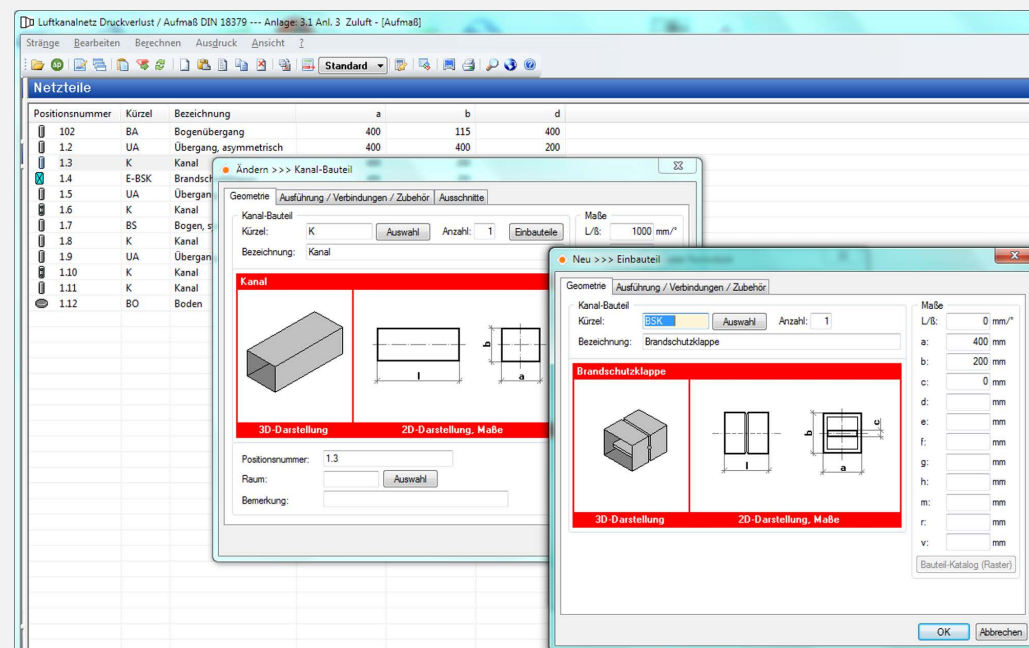 Luftkanalnetz Druckverlust / Aufmaß DIN 18379 --- Anlage: 3.1 Anl. 3 Zuluft - [Aufmaß]
Stränge Bearbeiten Berechnen Ausdruck Ansicht ?
Standard
Netzteile
Positionsnummer Kürzel Bezeichnung a b d
102 BA Bogenübergang 400 115 400
1.2 UA Übergang, asymmetrisch 400 400 200
1.3 K Kanal
1.4 E-BSK Brandsch
1.5 UA Übergan
1.6 K Kanal
1.7 BS Bogen, s
1.8 K Kanal
1.9 UA Übergan
1.10 K Kanal
1.11 K Kanal
1.12 BO Boden
Ändern >>> Kanal-Bauteil
Geometrie Ausführung / Verbindungen / Zubehör Ausschnitte
Kanal-Bauteil
Kürzel: K Auswahl Anzahl: 1 Einbauteile
Bezeichnung: Kanal
Maße
L/ß: 1000 mm/°
Kanal
b
l
a
3D-Darstellung 2D-Darstellung, Maße
Positionsnummer: 1.3
Raum: Auswahl
Bemerkung:
Neu >>> Einbauteil
Geometrie Ausführung / Verbindungen / Zubehör
Kanal-Bauteil
Kürzel: BSK Auswahl Anzahl: 1
Bezeichnung: Brandschutzklappe
Brandschutzklappe
b
c
l
a
3D-Darstellung 2D-Darstellung, Maße
Maße
L/ß: 0 mm/°
a: 400 mm
b: 200 mm
c: 0 mm
d: mm
e: mm
f: mm
g: mm
h: mm
m: mm
r: mm
v: mm
Bauteil-Katalog (Raster)
OK Abbrechen